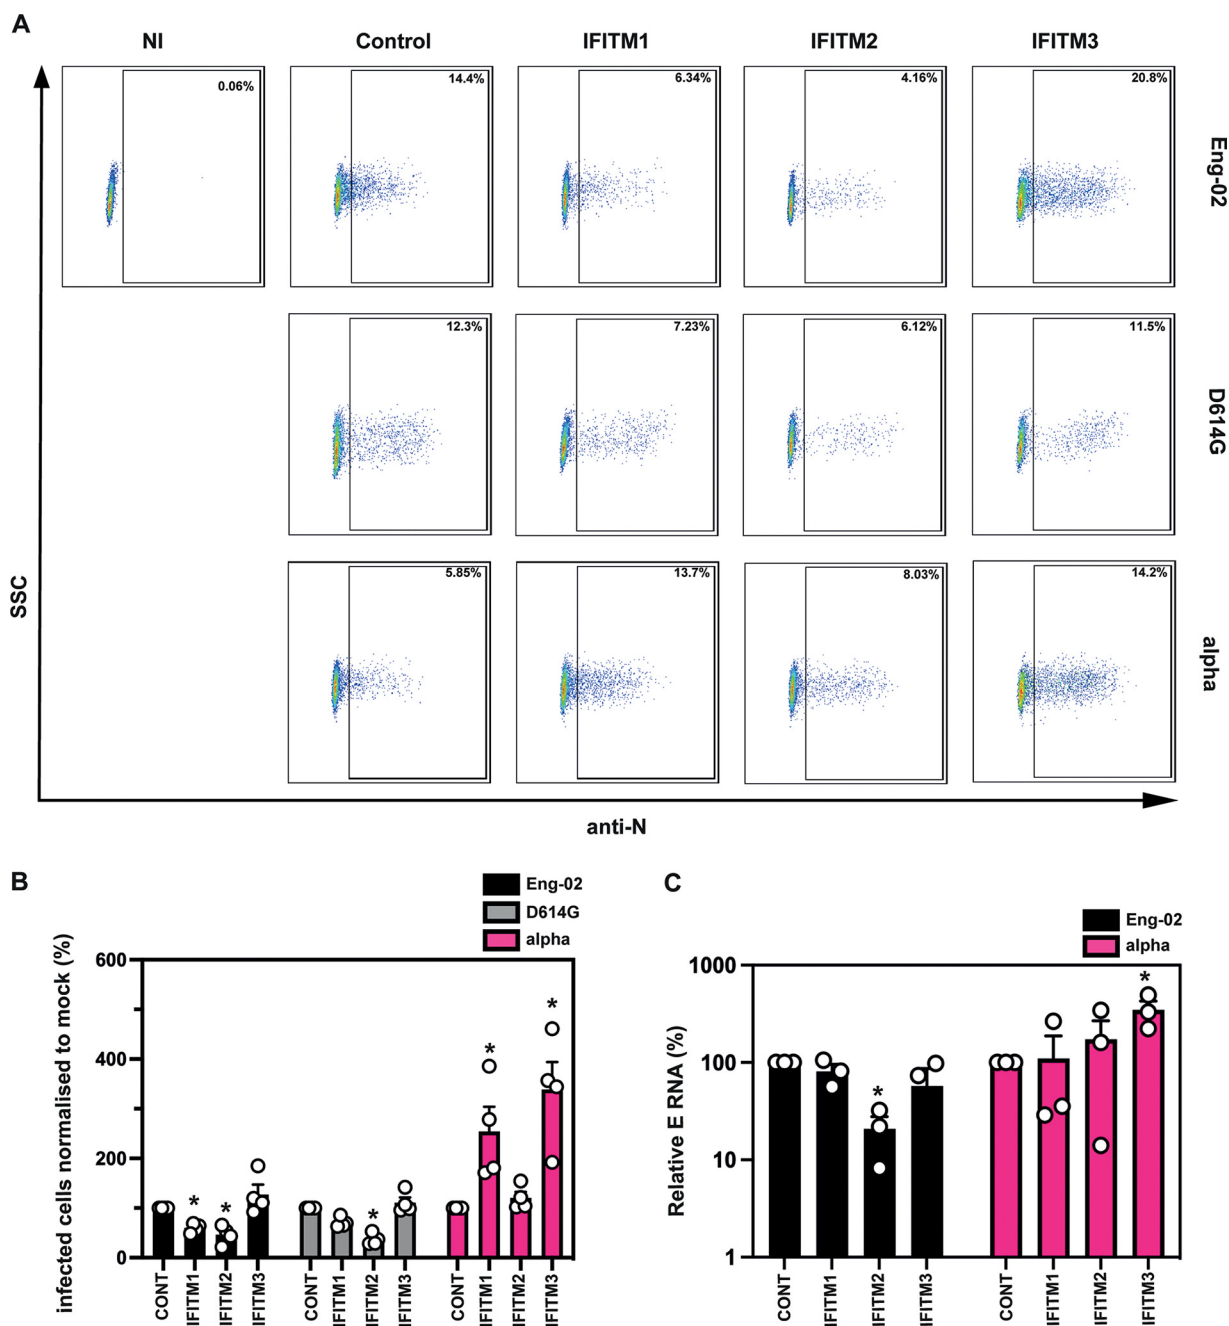 A
NI Control IFITM1 IFITM2 IFITM3
0.06% 14.4% 6.34% 4.16% 20.8%
Eng-02
12.3% 7.23% 6.12% 11.5%
D614G
5.85% 13.7% 8.03% 14.2%
alpha
SSC
anti-N
B
Eng-02
D614G
alpha
infected cells normalised to mock (%)
600
400
200
0
* * * * *
CONT IFITM1 IFITM2 IFITM3 CONT IFITM1 IFITM2 IFITM3 CONT IFITM1 IFITM2 IFITM3
C
Eng-02
alpha
Relative E RNA (%)
1000
100
10
1
* *
CONT IFITM1 IFITM2 IFITM3 CONT IFITM1 IFITM2 IFITM3